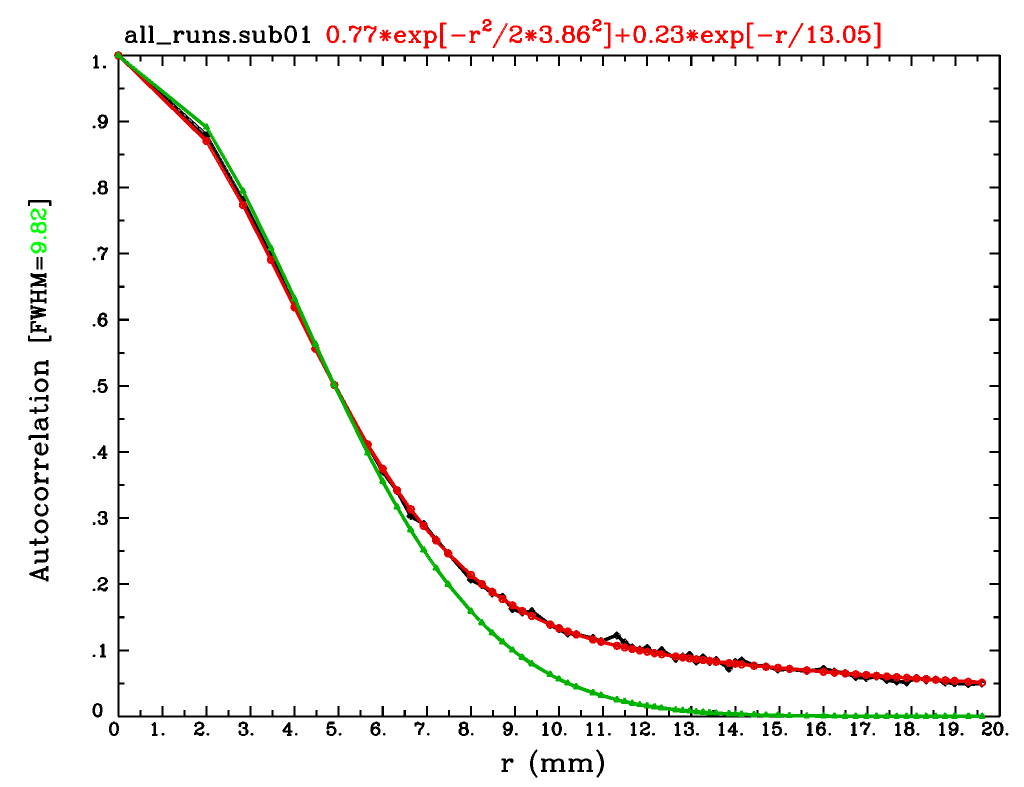 all_runs.sub01 0.77*exp[-r²/2*3.86²]+0.23*exp[-r/13.05]
1.
.9
.8
.7
.6
.5
.4
.3
.2
.1
0
Autocorrelation [FWHM=9.82]
0. 1. 2. 3. 4. 5. 6. 7. 8. 9. 10. 11. 12. 13. 14. 15. 16. 17. 18. 19. 20.
r (mm)